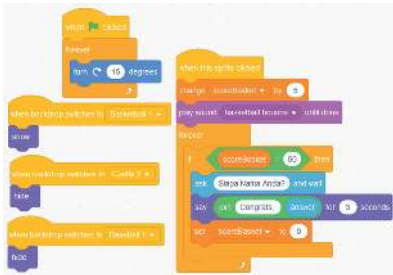 when clicked
forever
turn 15 degrees
when backdrop switches to Basketball 1
show
when backdrop switches to Castle 2
hide
when backdrop switches to Baseball 1
hide
when this sprite clicked
change scoreBasket by 5
play sound basketball bounce until done
forever
if scoreBasket 50 then
ask Siapa Nama Anda? and wait
say join Congrats, answer for 3 seconds
set scoreBasket to 0